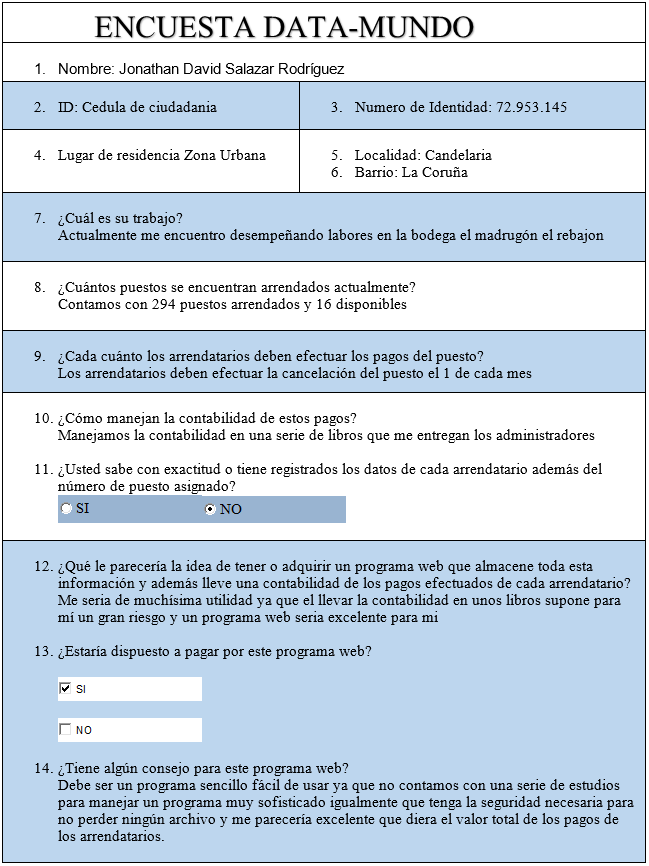 ENCUESTA DATA-MUNDO
1. Nombre: Jonathan David Salazar Rodríguez
2. ID: Cedula de ciudadania
3. Numero de Identidad: 72.953.145
4. Lugar de residencia Zona Urbana
5. Localidad: Candelaria
6. Barrio: La Coruña
7. ¿Cuál es su trabajo?
Actualmente me encuentro desempeñando labores en la bodega el madrugón el rebajon
8. ¿Cuántos puestos se encuentran arrendados actualmente?
Contamos con 294 puestos arrendados y 16 disponibles
9. ¿Cada cuánto los arrendatarios deben efectuar los pagos del puesto?
Los arrendatarios deben efectuar la cancelación del puesto el 1 de cada mes
10. ¿Cómo manejan la contabilidad de estos pagos?
Manejamos la contabilidad en una serie de libros que me entregan los administradores
11. ¿Usted sabe con exactitud o tiene registrados los datos de cada arrendatario además del
número de puesto asignado?
SI NO
12. ¿Qué le parecería la idea de tener o adquirir un programa web que almacene toda esta
información y además lleve una contabilidad de los pagos efectuados de cada arrendatario?
Me seria de muchísima utilidad ya que el llevar la contabilidad en unos libros supone para
mí un gran riesgo y un programa web seria excelente para mi
13. ¿Estaría dispuesto a pagar por este programa web?
SI
NO
14. ¿Tiene algún consejo para este programa web?
Debe ser un programa sencillo fácil de usar ya que no contamos con una serie de estudios
para manejar un programa muy sofisticado igualmente que tenga la seguridad necesaria para
no perder ningún archivo y me parecería excelente que diera el valor total de los pagos de
los arrendatarios.